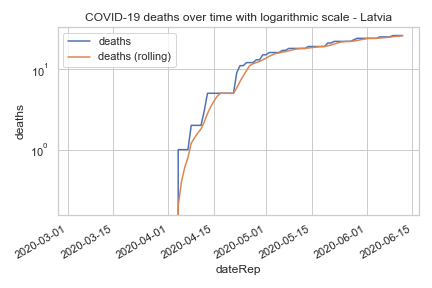 COVID-19 deaths over time with logarithmic scale - Latvia
deaths
deaths (rolling)
10¹
10⁰
deaths
2020-03-01
2020-03-15
2020-04-01
2020-04-15
2020-05-01
2020-05-15
2020-06-01
2020-06-15
dateRep